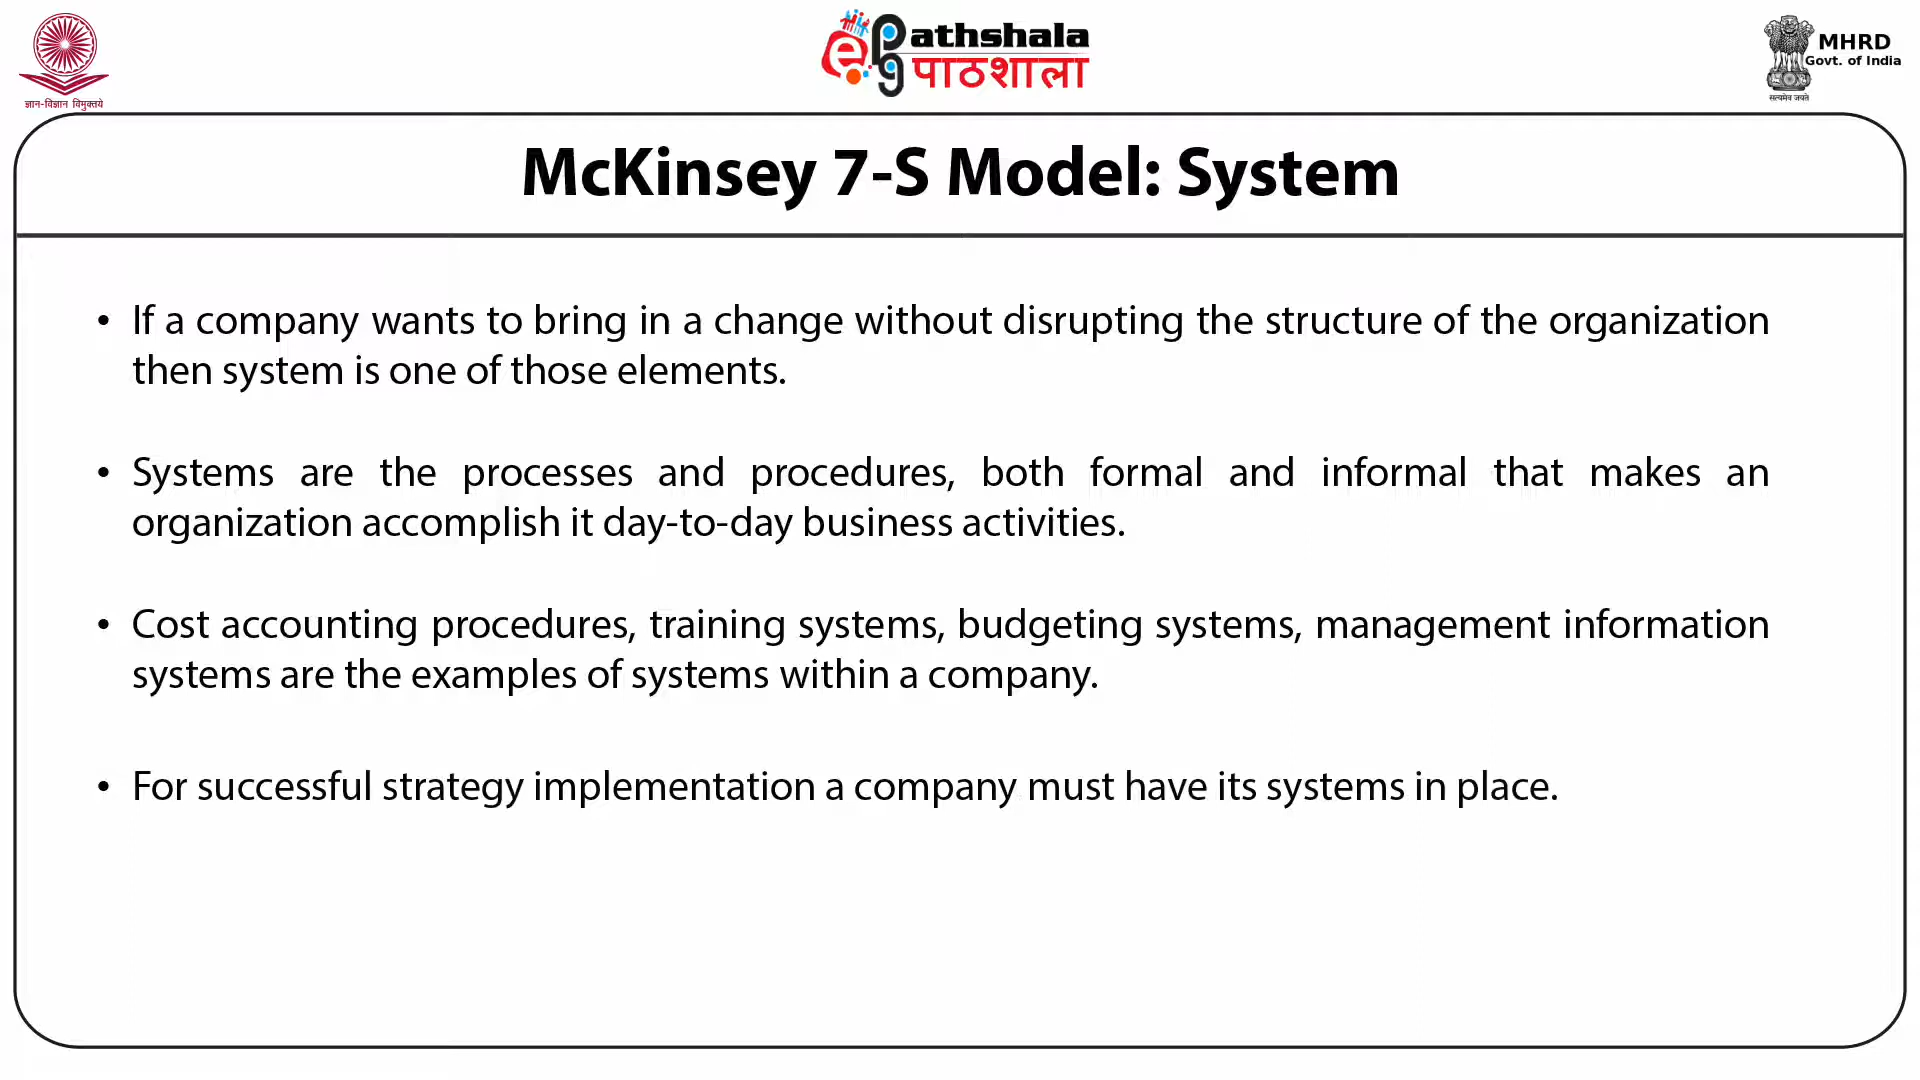 ज्ञान-विज्ञान विमुक्तये
e Pg
athshala
पाठशाला
MHRD
Govt. of India
सत्यमेव जयते
McKinsey 7-S Model: System
• If a company wants to bring in a change without disrupting the structure of the organization
then system is one of those elements.
• Systems are the processes and procedures, both formal and informal that makes an
organization accomplish it day-to-day business activities.
• Cost accounting procedures, training systems, budgeting systems, management information
systems are the examples of systems within a company.
• For successful strategy implementation a company must have its systems in place.